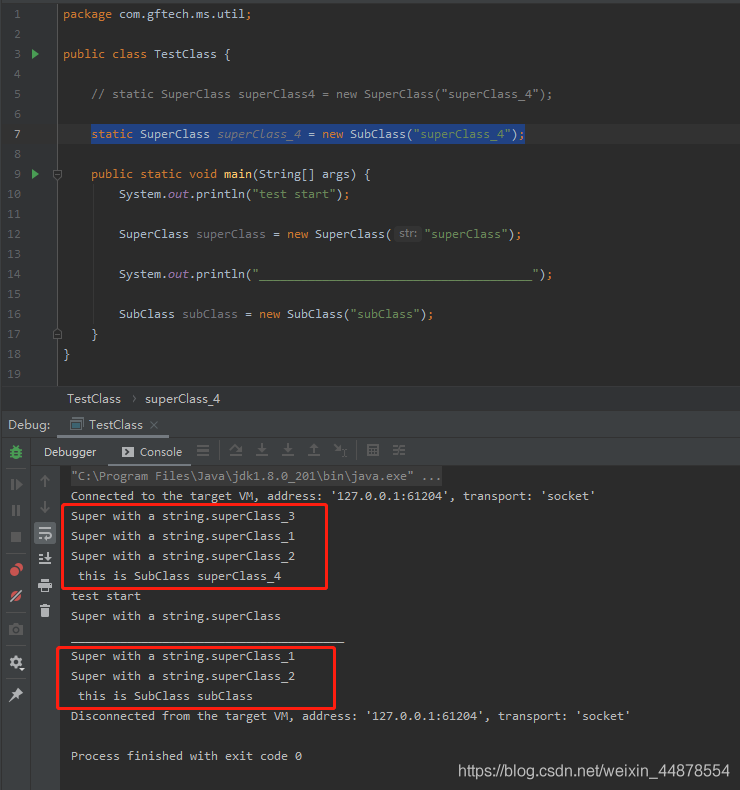 1 package com.gftech.ms.util;
2
3 public class TestClass {
4
5 // static SuperClass superClass4 = new SuperClass("superClass_4");
6
7 static SuperClass superClass_4 = new SubClass("superClass_4");
8
9 public static void main(String[] args) {
10 System.out.println("test start");
11
12 SuperClass superClass = new SuperClass( str: "superClass");
13
14 System.out.println("_______________________________________");
15
16 SubClass subClass = new SubClass("subClass");
17 }
18 }
19
TestClass › superClass_4
Debug: TestClass ×
Debugger Console
"C:\Program Files\Java\jdk1.8.0_201\bin\java.exe" ...
Connected to the target VM, address: '127.0.0.1:61204', transport: 'socket'
Super with a string.superClass_3
Super with a string.superClass_1
Super with a string.superClass_2
this is SubClass superClass_4
test start
Super with a string.superClass
_______________________________________
Super with a string.superClass_1
Super with a string.superClass_2
this is SubClass subClass
Disconnected from the target VM, address: '127.0.0.1:61204', transport: 'socket'
Process finished with exit code 0
https://blog.csdn.net/weixin_44878554